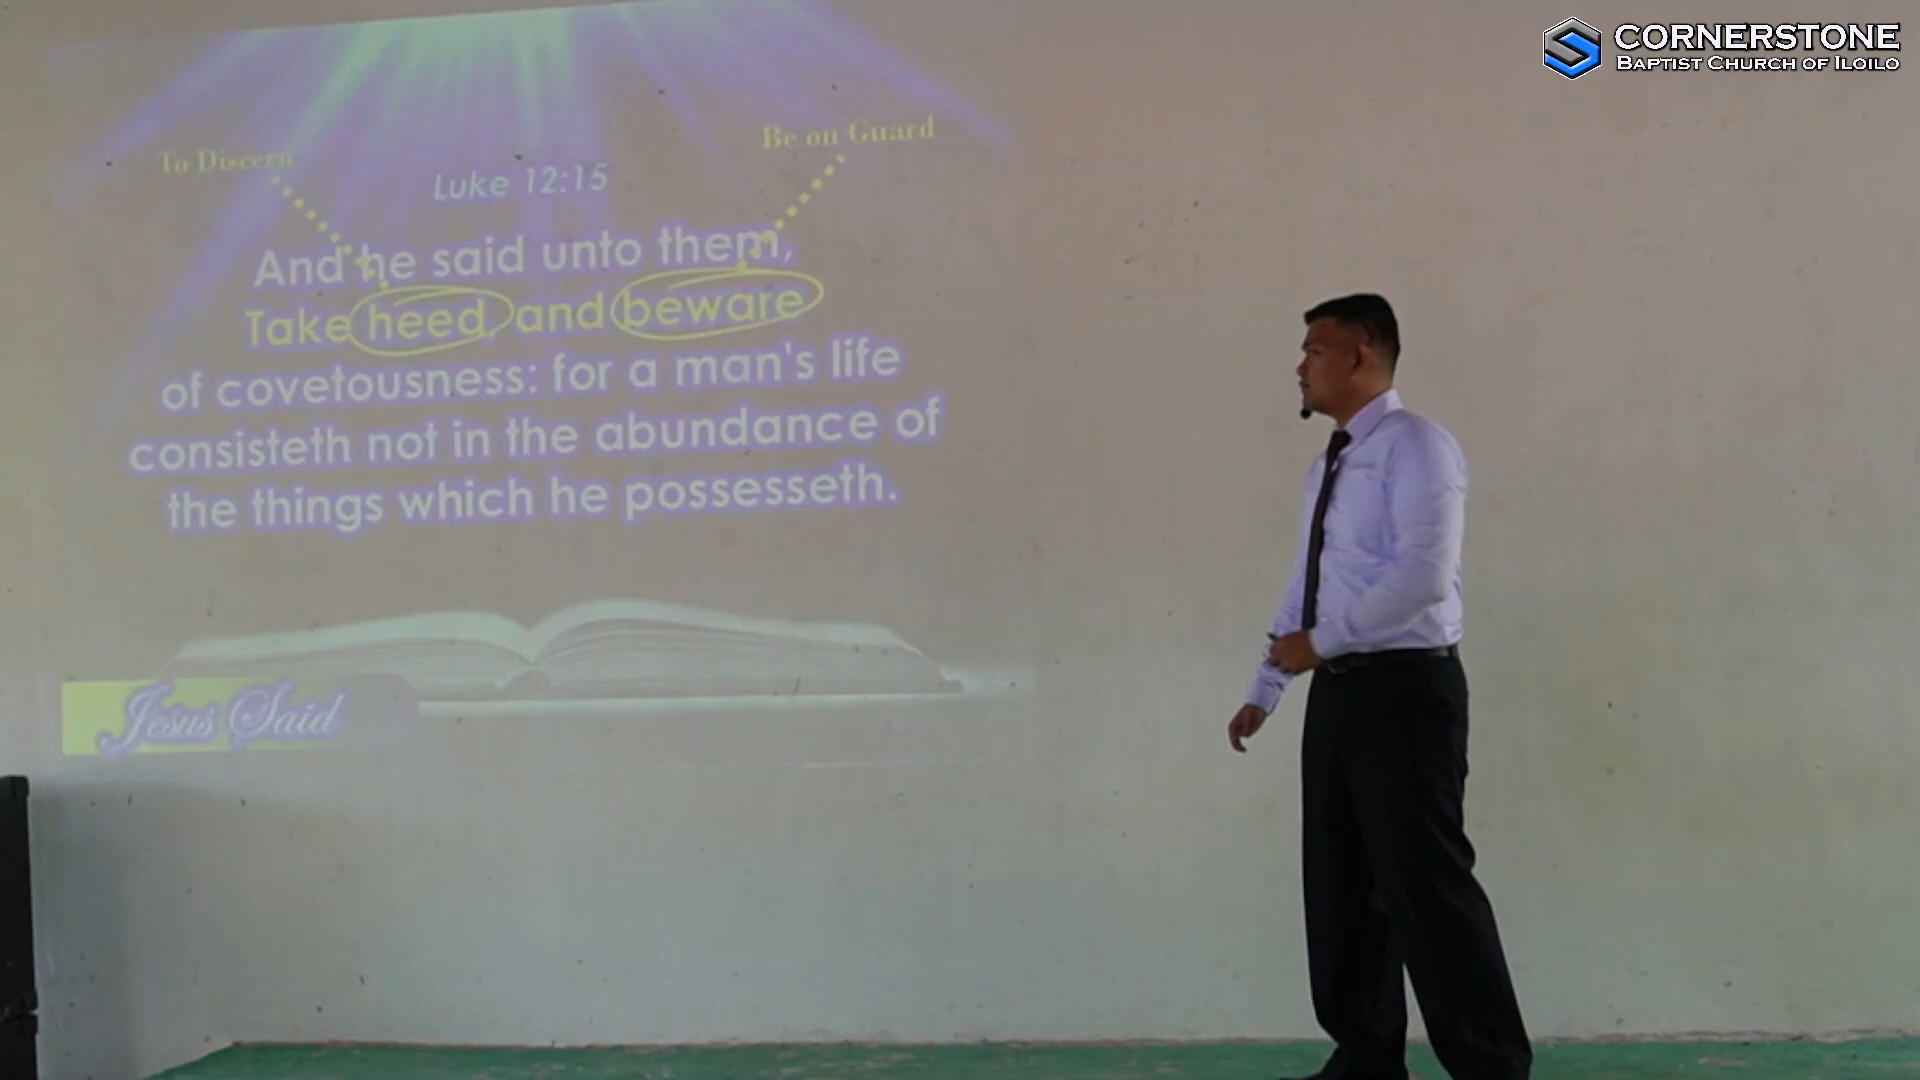 CORNERSTONE
BAPTIST CHURCH OF ILOILO
To Discern
Be on Guard
Luke 12:15
And he said unto them,
Take heed, and beware
of covetousness: for a man's life
consisteth not in the abundance of
the things which he possesseth.
Jesus Said